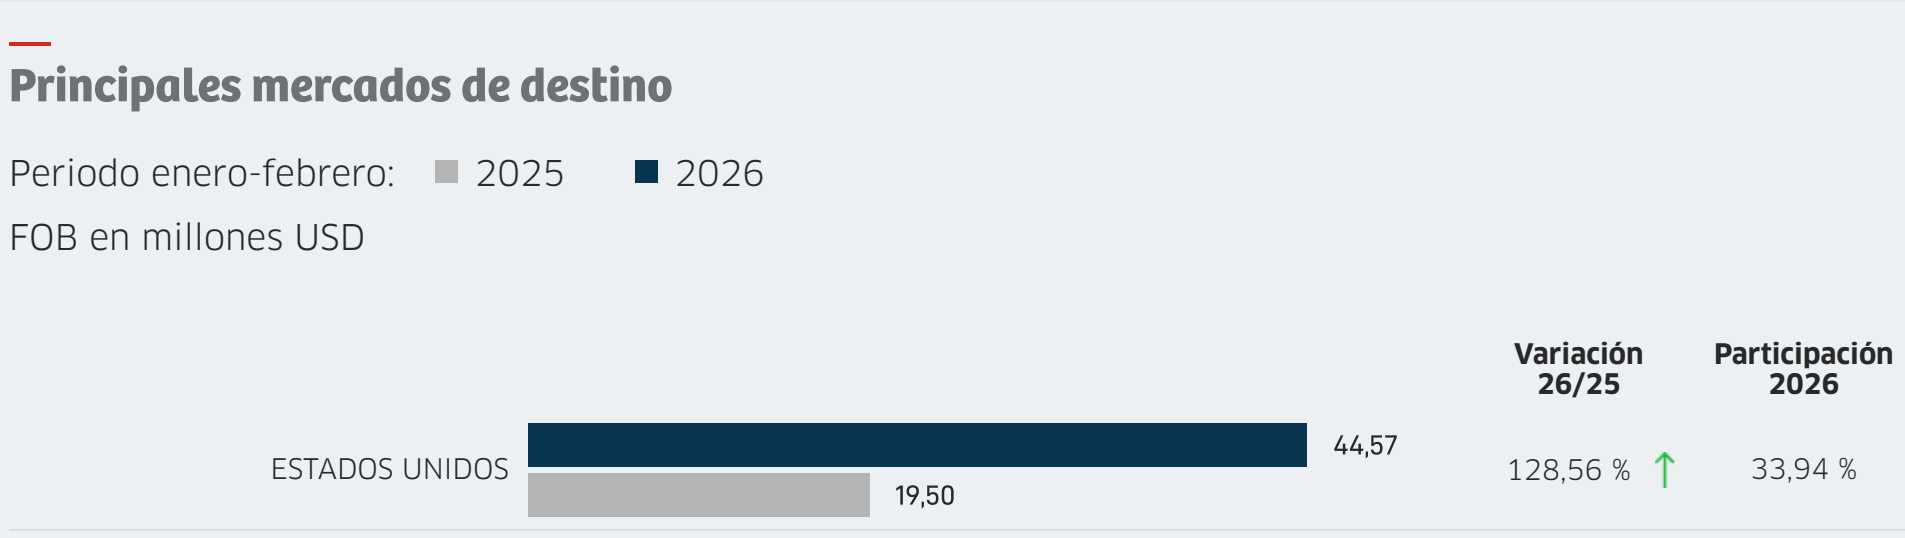 Principales mercados de destino
Periodo enero-febrero: 2025 2026
FOB en millones USD
Variación 26/25
Participación 2026
ESTADOS UNIDOS
44,57
19,50
128,56 % ↑
33,94 %